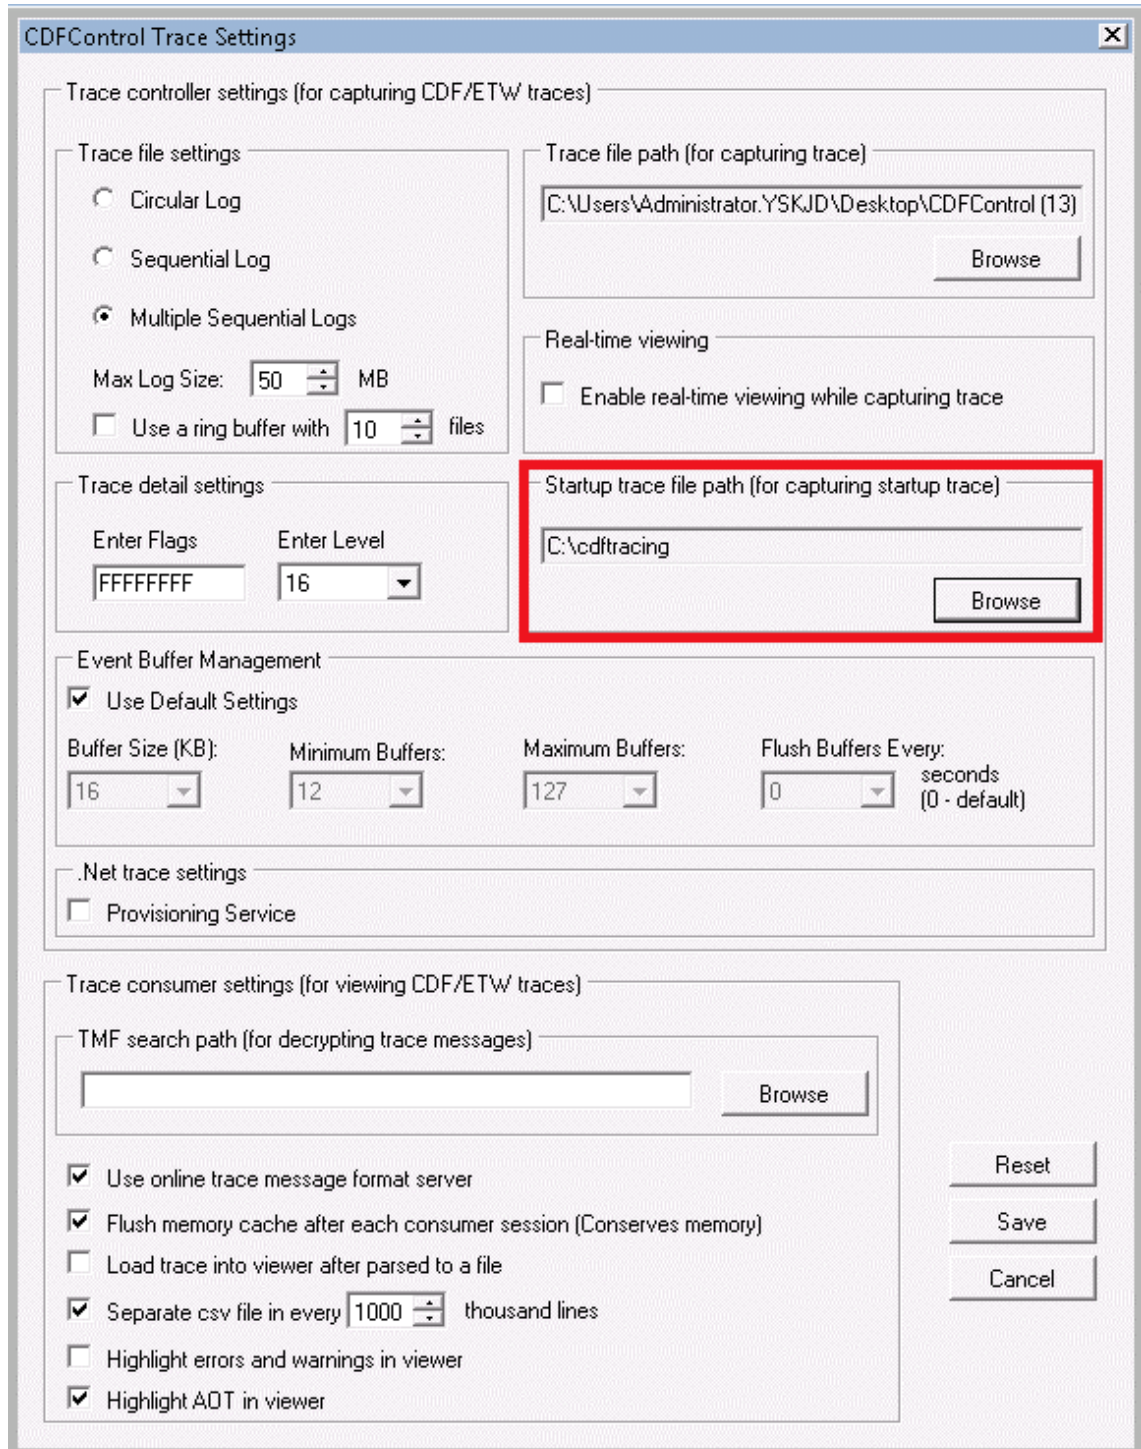 CDFControl Trace Settings
Trace controller settings (for capturing CDF/ETW traces)
Trace file settings
Circular Log
Sequential Log
Multiple Sequential Logs
Max Log Size: 50 MB
Use a ring buffer with 10 files
Trace file path (for capturing trace)
C:\Users\Administrator.YSKJD\Desktop\CDFControl (13)
Browse
Real-time viewing
Enable real-time viewing while capturing trace
Trace detail settings
Enter Flags Enter Level
FFFFFFFF 16
Startup trace file path (for capturing startup trace)
C:\cdftracing
Browse
Event Buffer Management
Use Default Settings
Buffer Size (KB): Minimum Buffers: Maximum Buffers: Flush Buffers Every:
16 12 127 0 seconds
(0 - default)
.Net trace settings
Provisioning Service
Trace consumer settings (for viewing CDF/ETW traces)
TMF search path (for decrypting trace messages)
Browse
Use online trace message format server
Flush memory cache after each consumer session (Conserves memory)
Load trace into viewer after parsed to a file
Separate csv file in every 1000 thousand lines
Highlight errors and warnings in viewer
Highlight AOT in viewer
Reset
Save
Cancel